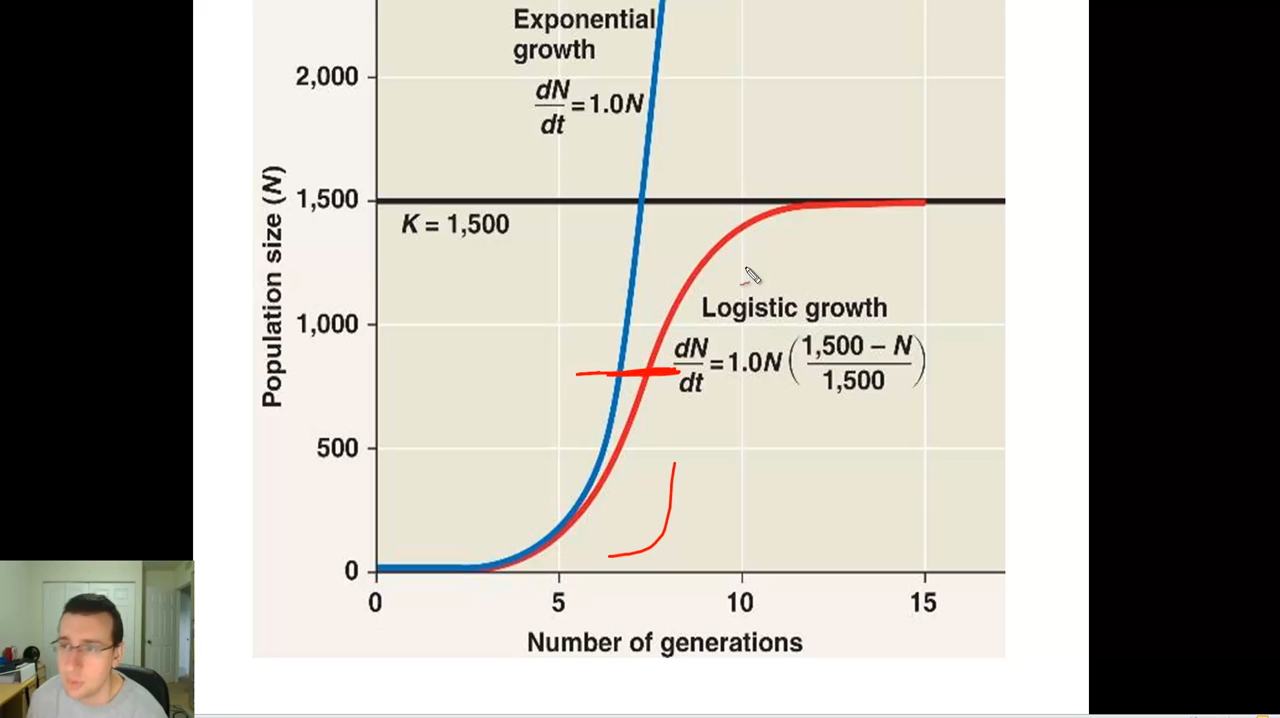 Exponential
growth
dN/dt = 1.0N
2,000
1,500
K = 1,500
1,000
500
0
Population size (N)
Logistic growth
dN/dt = 1.0N (1,500 – N / 1,500)
0 5 10 15
Number of generations